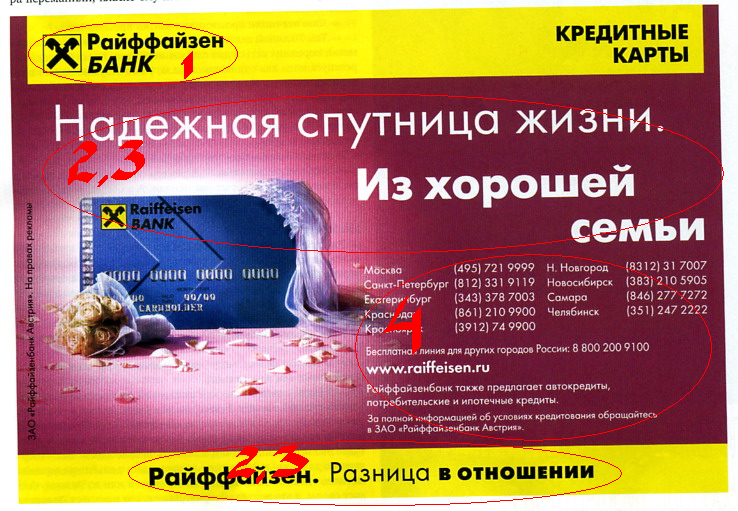 Райффайзен
БАНК
1
КРЕДИТНЫЕ
КАРТЫ
Надежная спутница жизни.
2,3
Из хорошей
семьи
Raiffeisen
BANK
0000 0000 0000 0000
00/00
CARDHOLDER
Москва (495) 721 9999 Н. Новгород (8312) 31 7007
Санкт-Петербург (812) 331 9119 Новосибирск (383) 210 5905
Екатеринбург (343) 378 7003 Самара (846) 277 7272
Краснодар (861) 210 9900 Челябинск (351) 247 2222
Красноярск (3912) 74 9900
4
Бесплатная линия для других городов России: 8 800 200 9100
www.raiffeisen.ru
Райффайзенбанк также предлагает автокредиты,
потребительские и ипотечные кредиты.
За полной информацией об условиях кредитования обращайтесь
в ЗАО «Райффайзенбанк Австрия».
ЗАО «Райффайзенбанк Австрия». На правах рекламы
2,3
Райффайзен. Разница в отношении